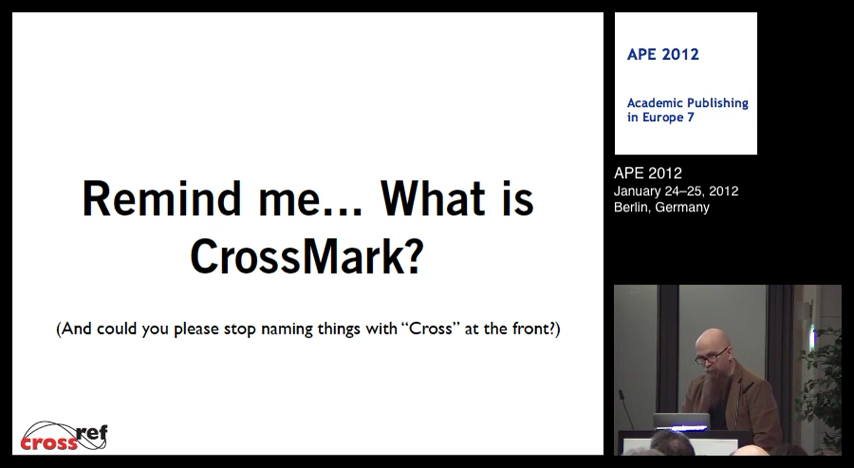 Remind me... What is
CrossMark?
(And could you please stop naming things with “Cross” at the front?)
crossref
APE 2012
Academic Publishing
in Europe 7
APE 2012
January 24–25, 2012
Berlin, Germany